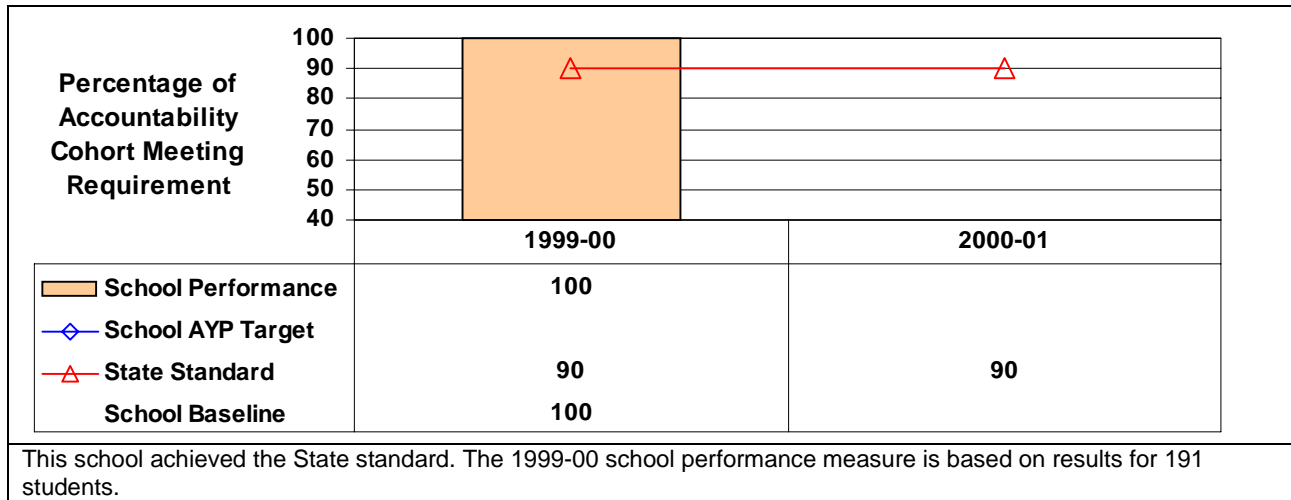 Percentage of
Accountability
Cohort Meeting
Requirement
100
90
80
70
60
50
40
1999-00 2000-01
School Performance 100
School AYP Target
State Standard 90 90
School Baseline 100
This school achieved the State standard. The 1999-00 school performance measure is based on results for 191
students.